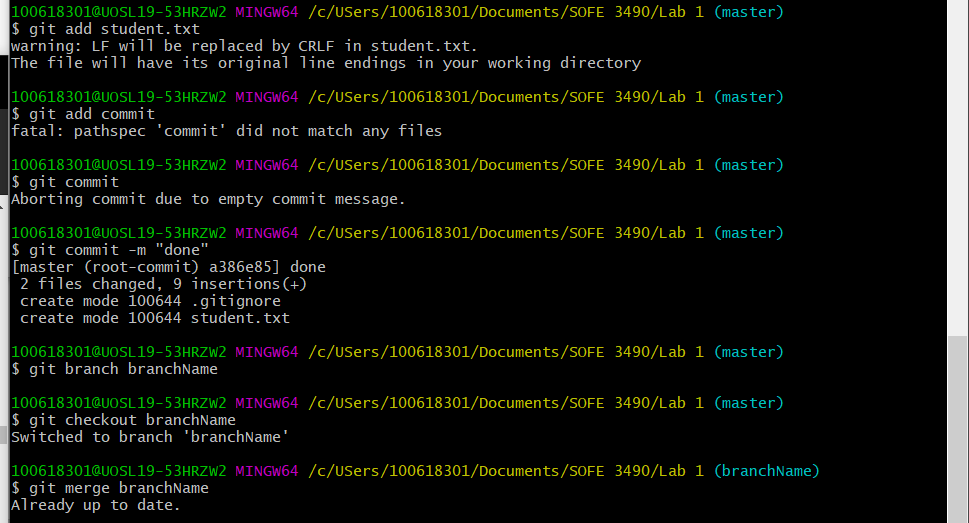 100618301@UOSL19-53HRZW2 MINGW64 /c/USers/100618301/Documents/SOFE 3490/Lab 1 (master)
$ git add student.txt
warning: LF will be replaced by CRLF in student.txt.
The file will have its original line endings in your working directory
100618301@UOSL19-53HRZW2 MINGW64 /c/USers/100618301/Documents/SOFE 3490/Lab 1 (master)
$ git add commit
fatal: pathspec 'commit' did not match any files
100618301@UOSL19-53HRZW2 MINGW64 /c/USers/100618301/Documents/SOFE 3490/Lab 1 (master)
$ git commit
Aborting commit due to empty commit message.
100618301@UOSL19-53HRZW2 MINGW64 /c/USers/100618301/Documents/SOFE 3490/Lab 1 (master)
$ git commit -m "done"
[master (root-commit) a386e85] done
2 files changed, 9 insertions(+)
create mode 100644 .gitignore
create mode 100644 student.txt
100618301@UOSL19-53HRZW2 MINGW64 /c/USers/100618301/Documents/SOFE 3490/Lab 1 (master)
$ git branch branchName
100618301@UOSL19-53HRZW2 MINGW64 /c/USers/100618301/Documents/SOFE 3490/Lab 1 (master)
$ git checkout branchName
Switched to branch 'branchName'
100618301@UOSL19-53HRZW2 MINGW64 /c/USers/100618301/Documents/SOFE 3490/Lab 1 (branchName)
$ git merge branchName
Already up to date.